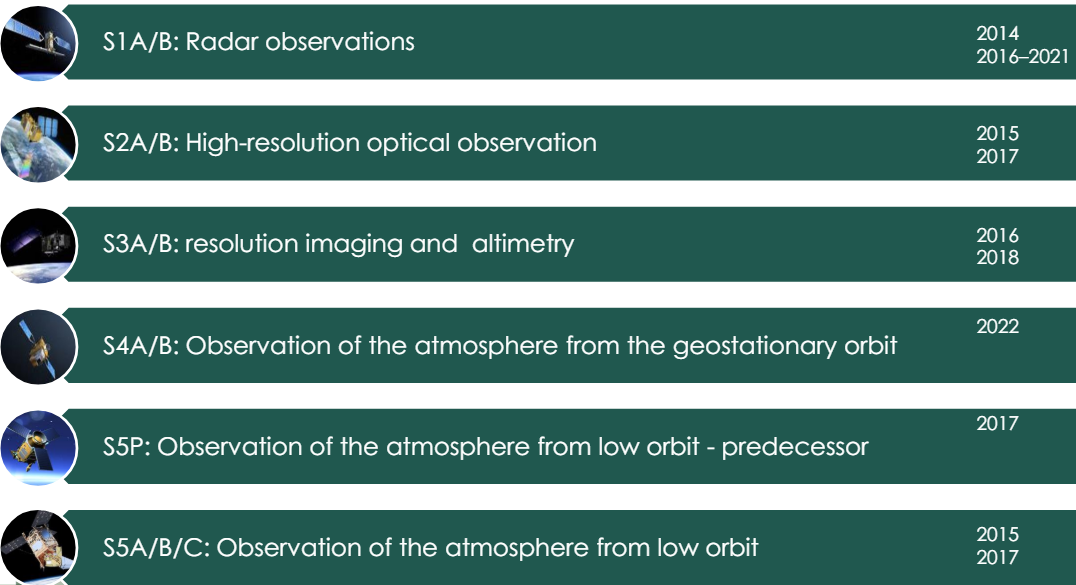 S1A/B: Radar observations
2014
2016–2021
S2A/B: High-resolution optical observation
2015
2017
S3A/B: resolution imaging and  altimetry
2016
2018
S4A/B: Observation of the atmosphere from the geostationary orbit
2022
S5P: Observation of the atmosphere from low orbit - predecessor
2017
S5A/B/C: Observation of the atmosphere from low orbit
2015
2017